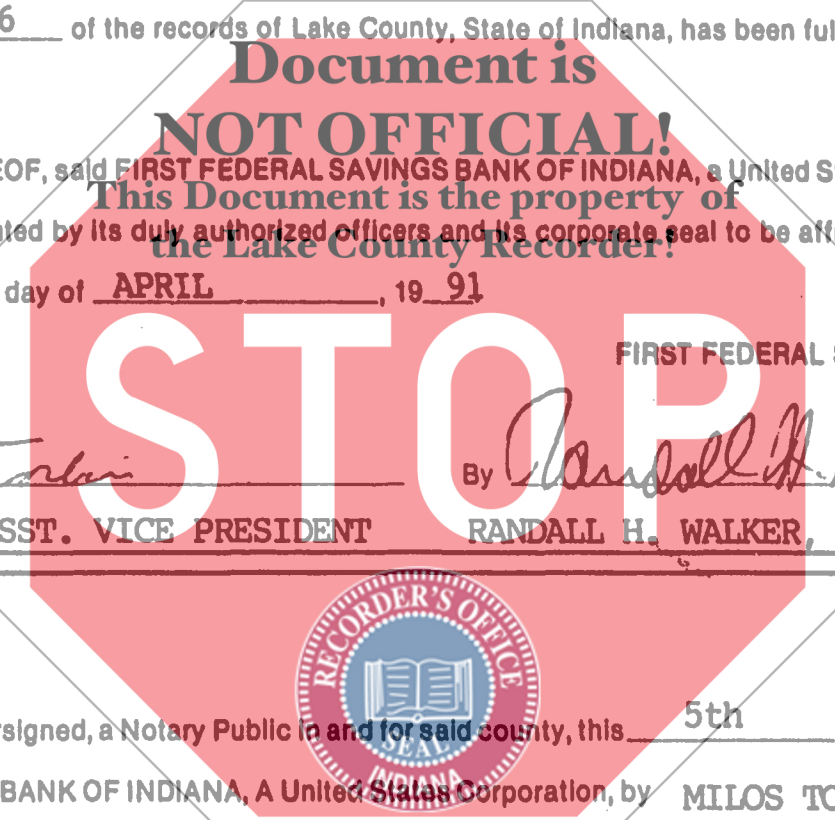 6 of the records of Lake County, State of Indiana, has been ful
Document is
NOT OFFICIAL!
EOF, said FIRST FEDERAL SAVINGS BANK OF INDIANA, a United S
This Document is the property of
ted by its duly authorized officers and its corporate seal to be aff
the Lake County Recorder!
day of APRIL, 19 91
STOP
FIRST FEDERAL
By Randall H.
SST. VICE PRESIDENT RANDALL H. WALKER,
RECORDER'S OFFICE
SEAL
INDIANA
rsigned, a Notary Public in and for said county, this 5th
BANK OF INDIANA, A United States Corporation, by MILOS TO